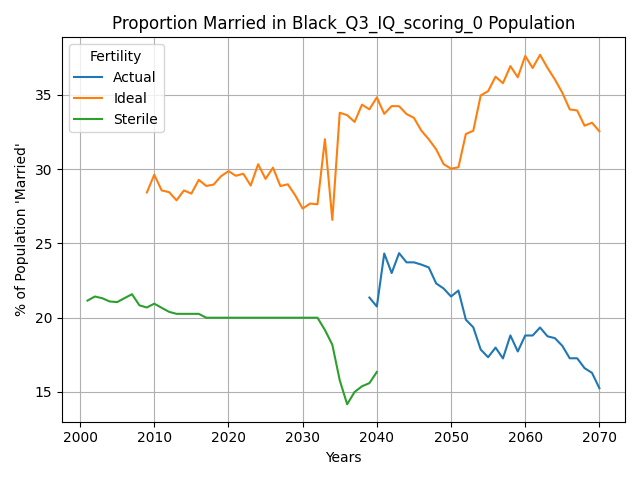 Proportion Married in Black_Q3_IQ_scoring_0 Population
Fertility
Actual
Ideal
Sterile
% of Population 'Married'
35
30
25
20
15
2000 2010 2020 2030 2040 2050 2060 2070
Years